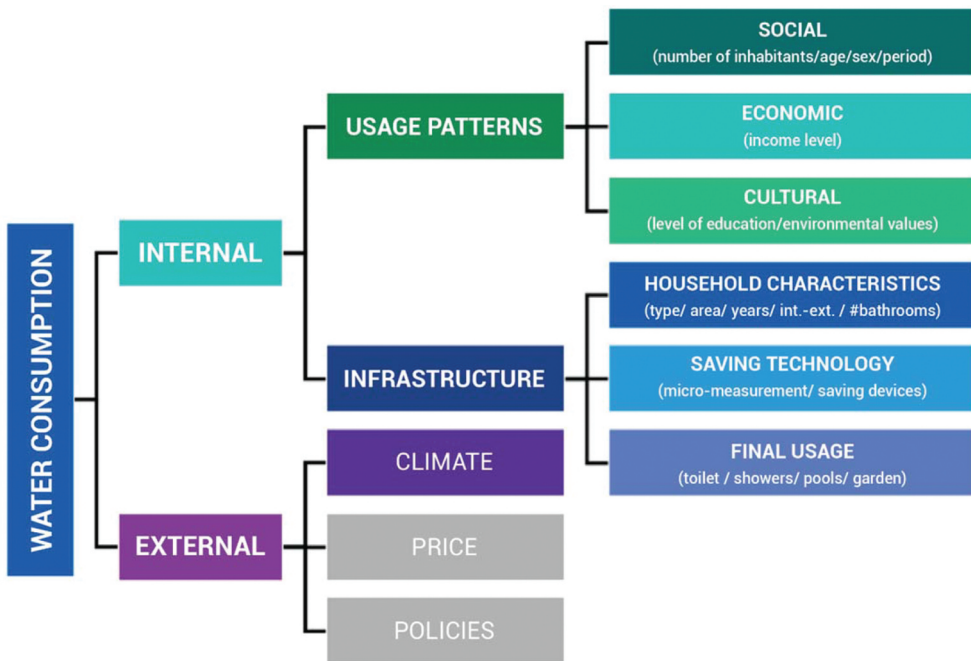 WATER CONSUMPTION
INTERNAL
USAGE PATTERNS
SOCIAL
(number of inhabitants/age/sex/period)
ECONOMIC
(income level)
CULTURAL
(level of education/environmental values)
INFRASTRUCTURE
HOUSEHOLD CHARACTERISTICS
(type/ area/ years/ int.-ext. / #bathrooms)
SAVING TECHNOLOGY
(micro-measurement/ saving devices)
FINAL USAGE
(toilet / showers/ pools/ garden)
EXTERNAL
CLIMATE
PRICE
POLICIES